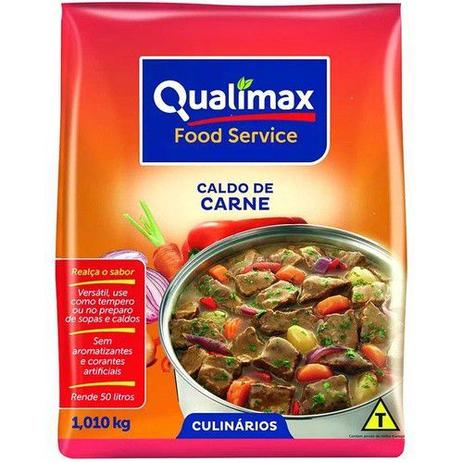 Qualimax
Food Service
CALDO DE
CARNE
Realça o sabor
Versátil, use
como tempero
ou no preparo
de sopas e caldos
Sem
aromatizantes
e corantes
artificiais
Rende 50 litros
1,010 kg
CULINÁRIOS
T